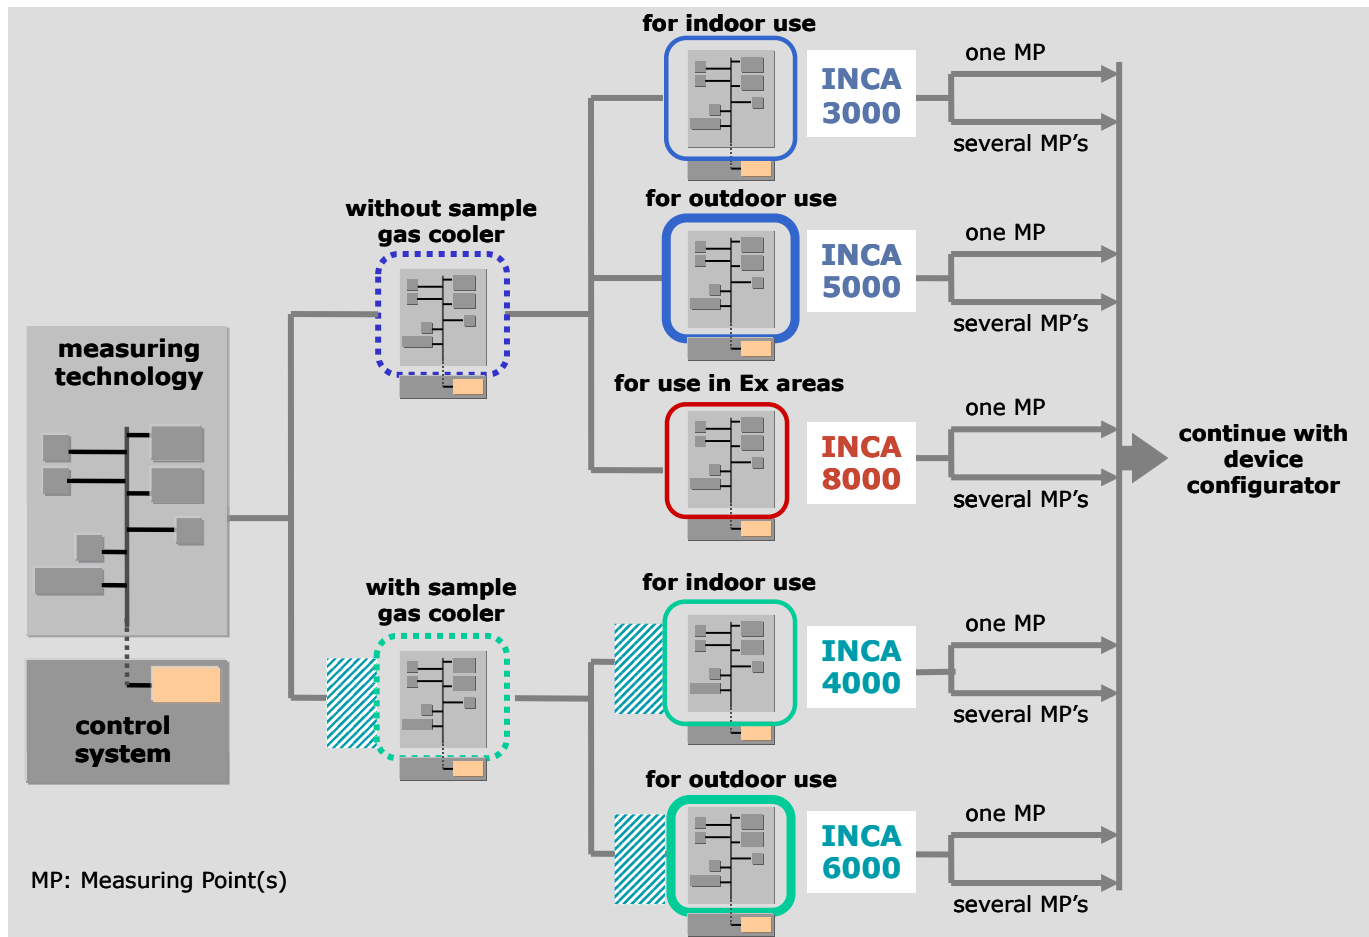 measuring
technology
control
system
MP: Measuring Point(s)
without sample
gas cooler
with sample
gas cooler
for indoor use
INCA
3000
one MP
several MP's
for outdoor use
INCA
5000
one MP
several MP's
for use in Ex areas
INCA
8000
one MP
several MP's
for indoor use
INCA
4000
one MP
several MP's
for outdoor use
INCA
6000
one MP
several MP's
continue with
device
configurator